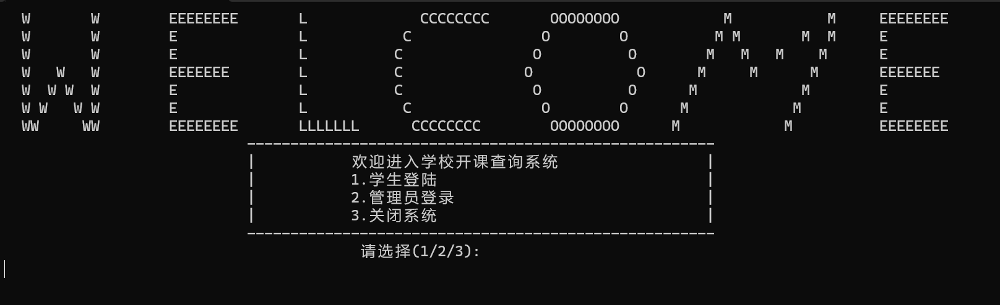 W       W        EEEEEEEE       L             CCCCCCCC       OOOOOOOO            M           M     EEEEEEEE
W       W        E              L           C               O        O          M M       M  M     E
W       W        E              L          C               O          O        M   M   M    M      E
W   W   W        EEEEEEE        L          C              O            O      M     M      M       EEEEEEE
W  W W  W        E              L          C               O          O      M            M        E
W W   W W        E              L           C               O        O      M            M         E
WW     WW        EEEEEEEE       LLLLLLL      CCCCCCCC        OOOOOOOO      M            M          EEEEEEEE
------------------------------------------------------
|           欢迎进入学校开课查询系统                 |
|           1.学生登陆                               |
|           2.管理员登录                             |
|           3.关闭系统                               |
------------------------------------------------------
请选择(1/2/3):